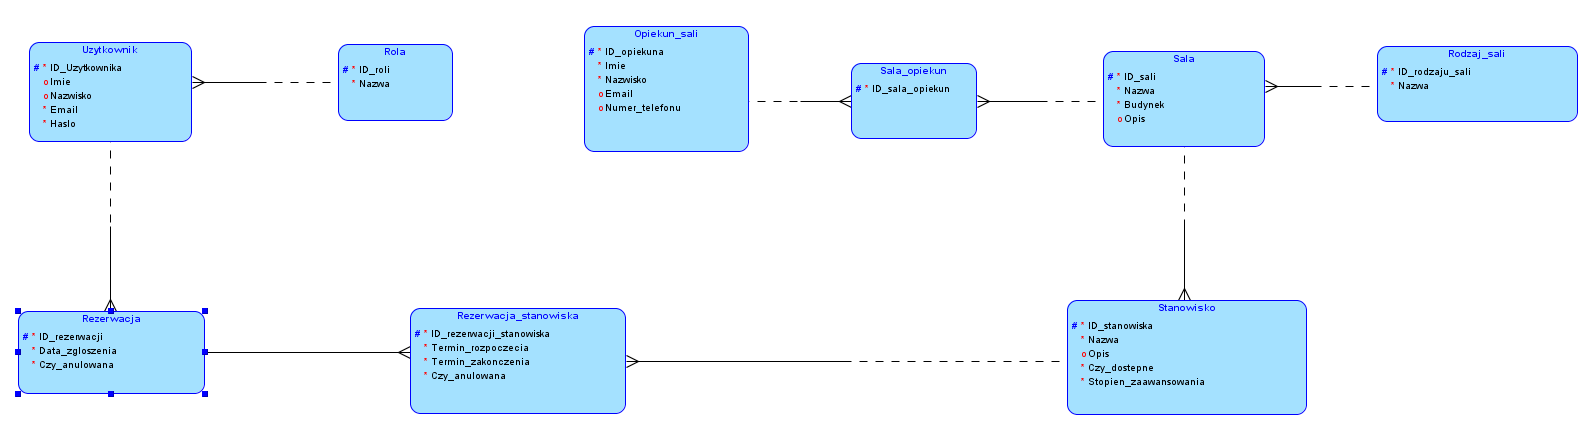 Uzytkownik
# * ID_Uzytkownika
o Imie
o Nazwisko
* Email
* Haslo
Rola
# * ID_roli
* Nazwa
Opiekun_sali
# * ID_opiekuna
* Imie
* Nazwisko
o Email
o Numer_telefonu
Sala_opiekun
# * ID_sala_opiekun
Sala
# * ID_sali
* Nazwa
* Budynek
o Opis
Rodzaj_sali
# * ID_rodzaju_sali
* Nazwa
Rezerwacja
# * ID_rezerwacji
* Data_zgloszenia
* Czy_anulowana
Rezerwacja_stanowiska
# * ID_rezerwacji_stanowiska
* Termin_rozpoczecia
* Termin_zakonczenia
* Czy_anulowana
Stanowisko
# * ID_stanowiska
* Nazwa
o Opis
* Czy_dostepne
* Stopien_zaawansowania